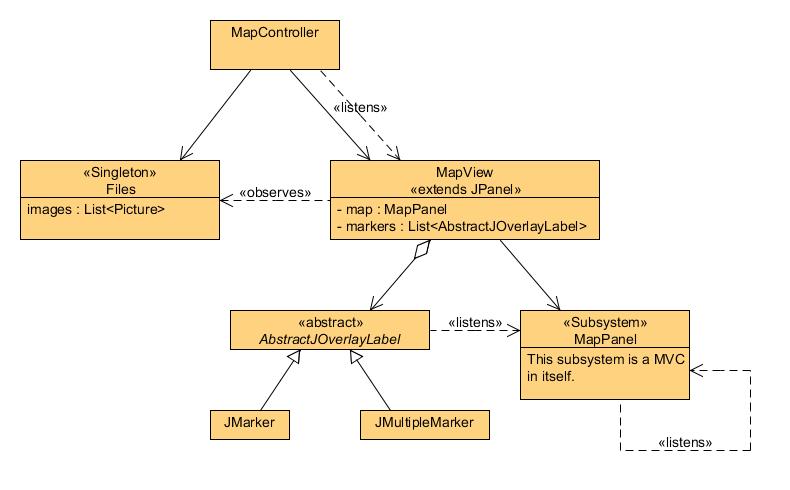 MapController
«listens»
«Singleton»
Files
images : List<Picture>
«observes»
MapView
«extends JPanel»
- map : MapPanel
- markers : List<AbstractJOverlayLabel>
«abstract»
AbstractJOverlayLabel
«listens»
«Subsystem»
MapPanel
This subsystem is a MVC
in itself.
JMarker
JMultipleMarker
«listens»